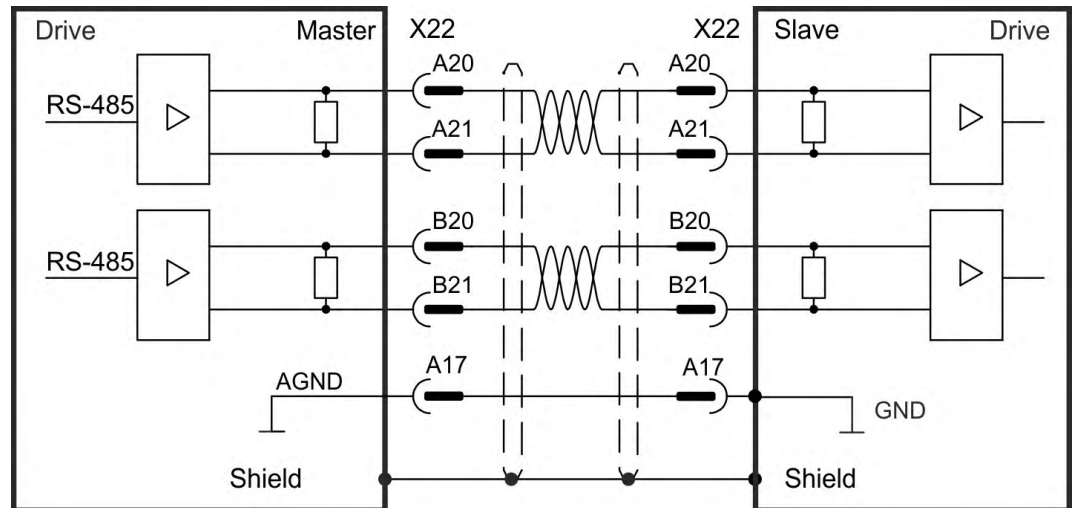 Drive Master X22 X22 Slave Drive
A20 A20
RS-485
A21 A21
B20 B20
RS-485
B21 B21
A17 A17
AGND
GND
Shield Shield